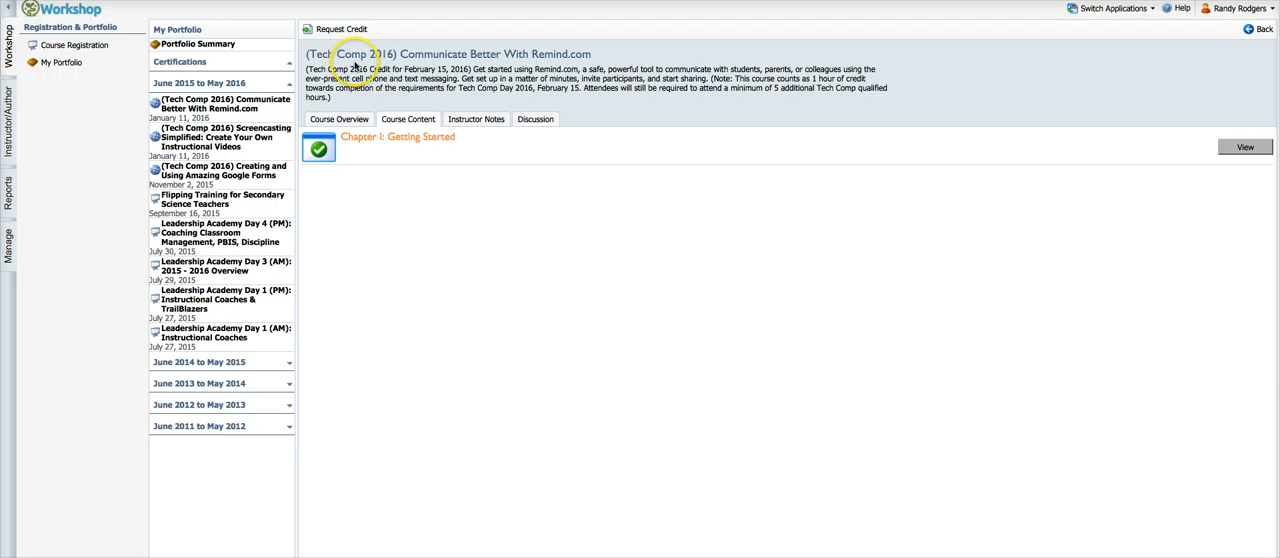 Workshop
Switch Applications
Help
Randy Rodgers
Registration & Portfolio
Course Registration
My Portfolio
Workshop
Instructor/Author
Reports
Manage
My Portfolio
Portfolio Summary
Certifications
June 2015 to May 2016
(Tech Comp 2016) Communicate
Better With Remind.com
January 11, 2016
(Tech Comp 2016) Screencasting
Simplified: Create Your Own
Instructional Videos
January 11, 2016
(Tech Comp 2016) Creating and
Using Amazing Google Forms
November 2, 2015
Flipping Training for Secondary
Science Teachers
September 16, 2015
Leadership Academy Day 4 (PM):
Coaching Classroom
Management, PBIS, Discipline
July 30, 2015
Leadership Academy Day 3 (AM):
2015 - 2016 Overview
July 29, 2015
Leadership Academy Day 1 (PM):
Instructional Coaches &
TrailBlazers
July 27, 2015
Leadership Academy Day 1 (AM):
Instructional Coaches
July 27, 2015
June 2014 to May 2015
June 2013 to May 2014
June 2012 to May 2013
June 2011 to May 2012
Request Credit
Back
(Tech Comp 2016) Communicate Better With Remind.com
(Tech Comp 2016 Credit for February 15, 2016) Get started using Remind.com, a safe, powerful tool to communicate with students, parents, or colleagues using the
ever-present cell phone and text messaging. Get set up in a matter of minutes, invite participants, and start sharing. (Note: This course counts as 1 hour of credit
towards completion of the requirements for Tech Comp Day 2016, February 15. Attendees will still be required to attend a minimum of 5 additional Tech Comp qualified
hours.)
Course Overview
Course Content
Instructor Notes
Discussion
Chapter 1: Getting Started
View